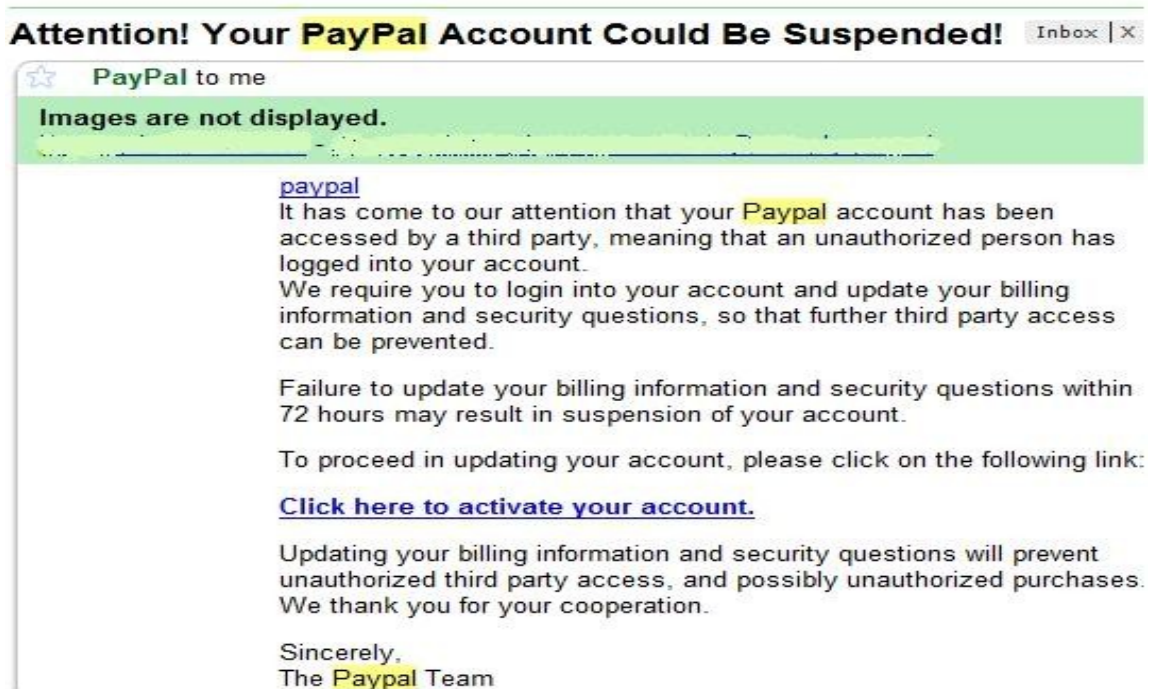 Attention! Your PayPal Account Could Be Suspended! Inbox | X
PayPal to me
Images are not displayed.
paypal
It has come to our attention that your Paypal account has been
accessed by a third party, meaning that an unauthorized person has
logged into your account.
We require you to login into your account and update your billing
information and security questions, so that further third party access
can be prevented.
Failure to update your billing information and security questions within
72 hours may result in suspension of your account.
To proceed in updating your account, please click on the following link:
Click here to activate your account.
Updating your billing information and security questions will prevent
unauthorized third party access, and possibly unauthorized purchases.
We thank you for your cooperation.
Sincerely,
The Paypal Team